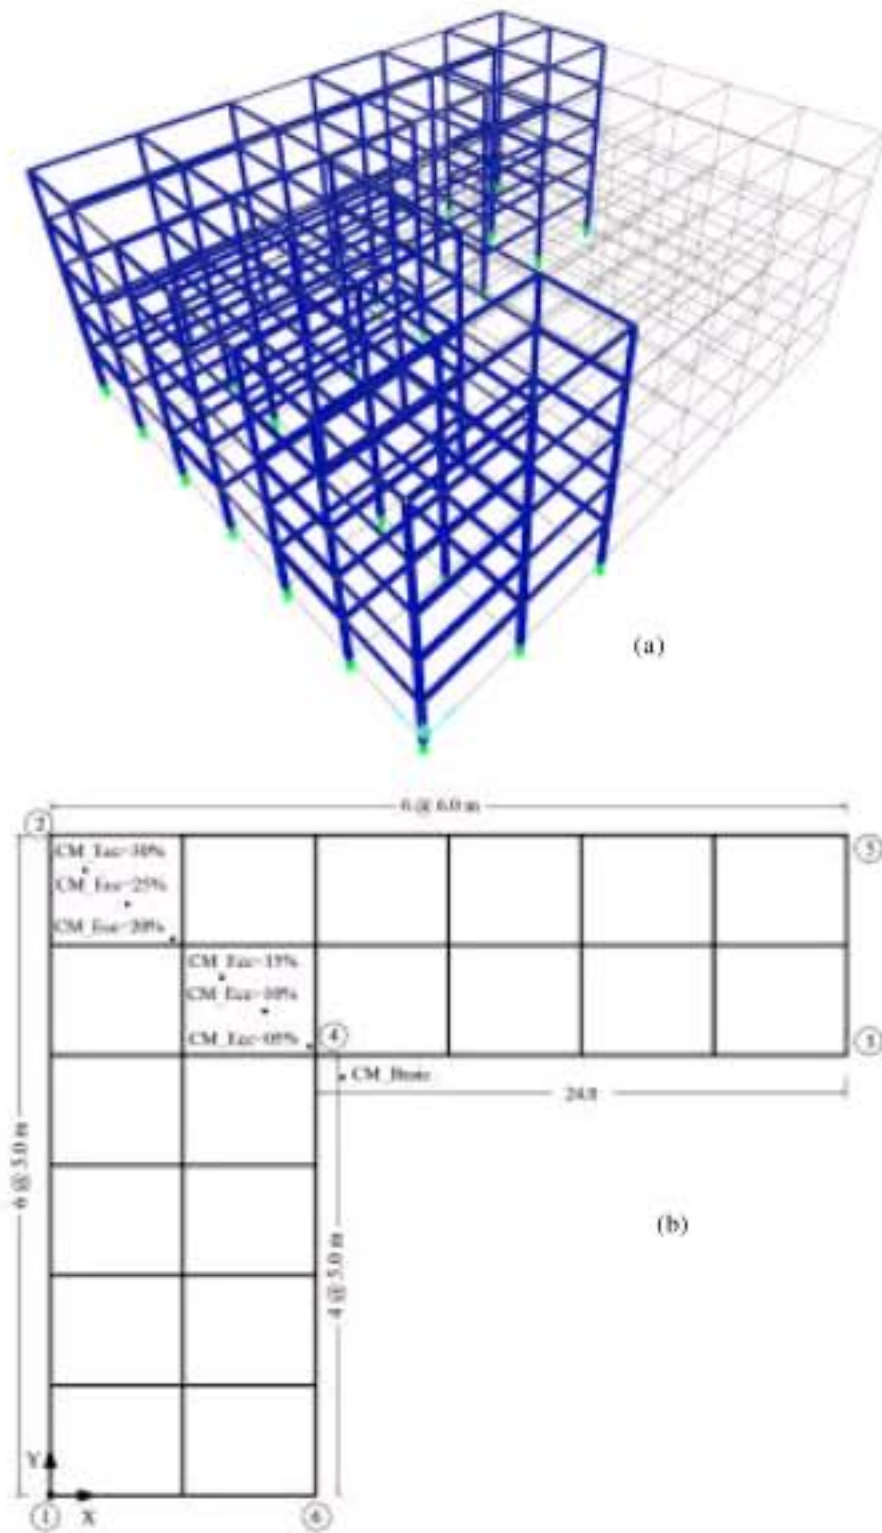 (a)
6 @ 6.0 m
2
3
CM_Ecc-30%
CM_Ecc-25%
CM_Ecc-20%
CM_Ecc-15%
CM_Ecc-10%
CM_Ecc-05%
4
5
CM_Basic
24.0
6 @ 5.0 m
4 @ 5.0 m
(b)
Y
X
1
6